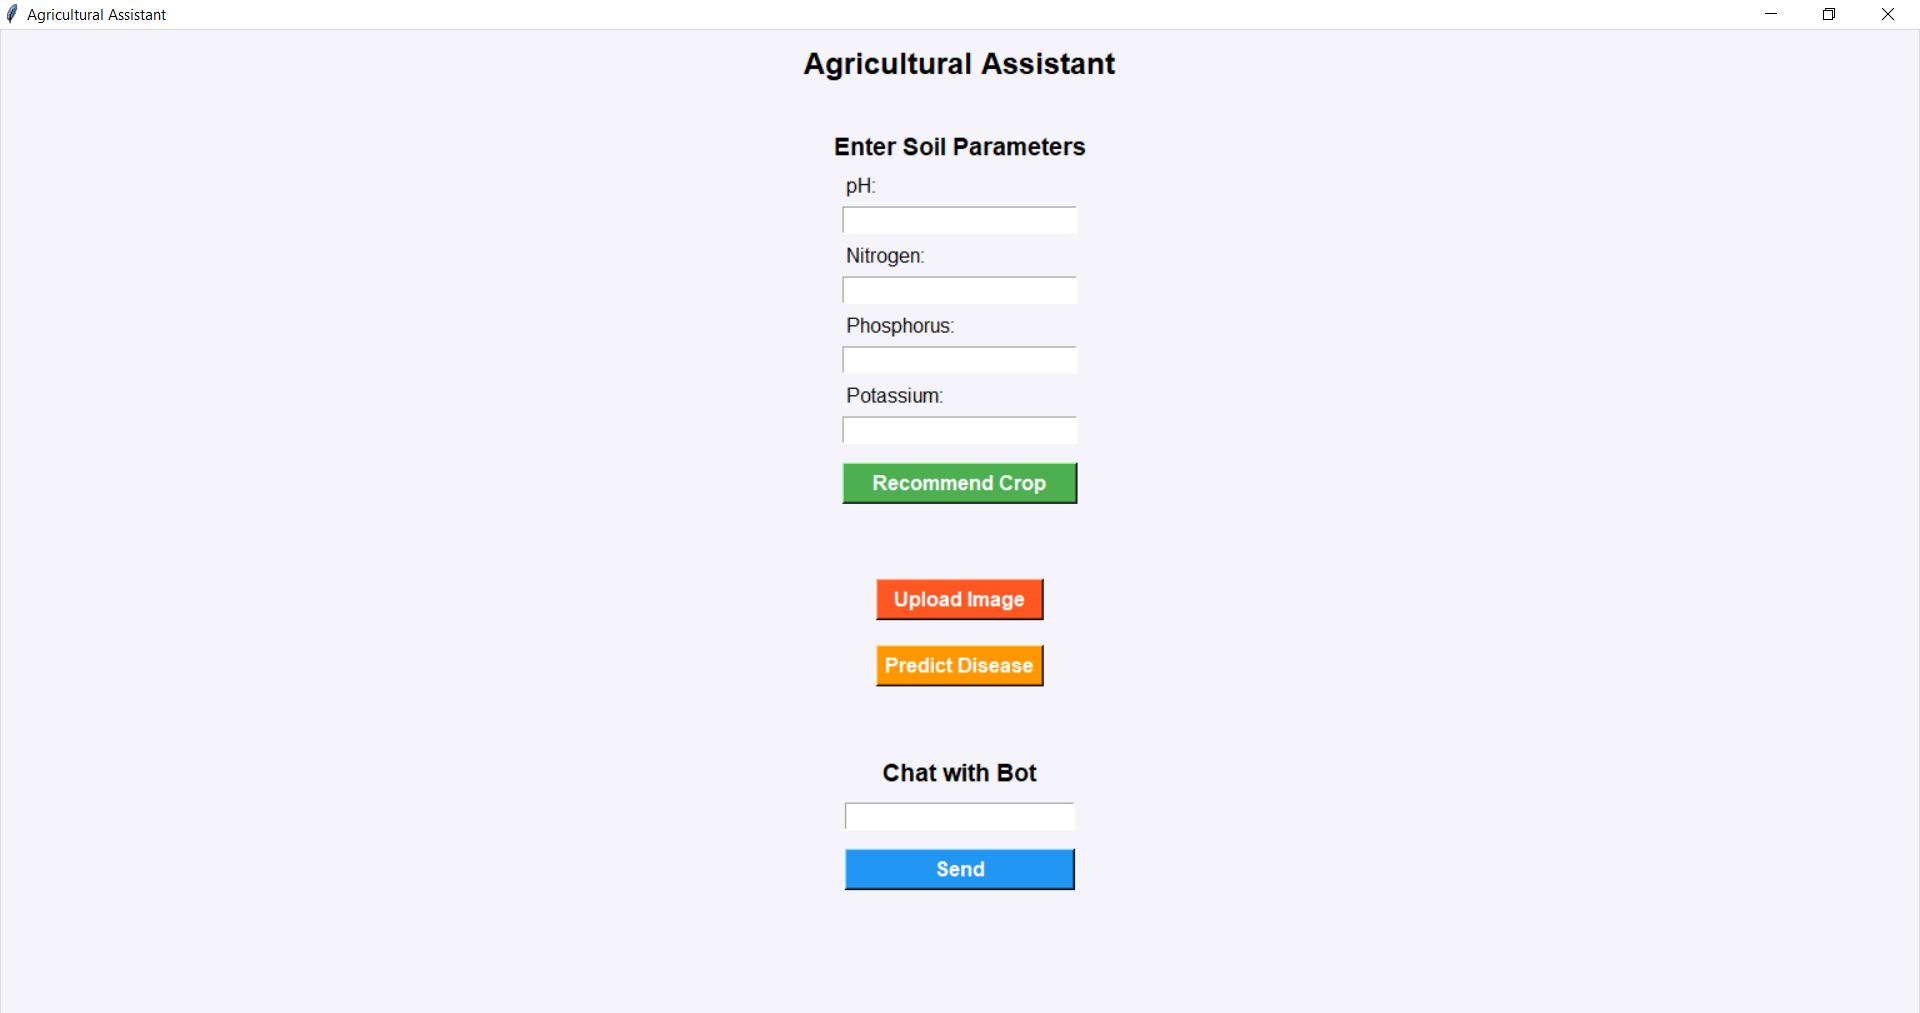 Agricultural Assistant
Agricultural Assistant
Enter Soil Parameters
pH:
Nitrogen:
Phosphorus:
Potassium:
Recommend Crop
Upload Image
Predict Disease
Chat with Bot
Send